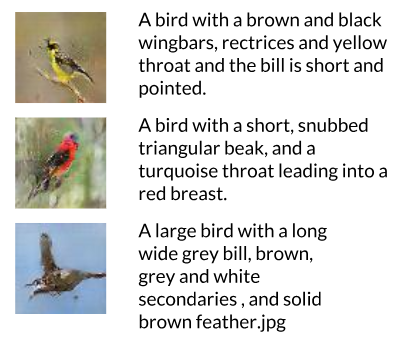 A bird with a brown and black
wingbars, rectrices and yellow
throat and the bill is short and
pointed.
A bird with a short, snubbed
triangular beak, and a
turquoise throat leading into a
red breast.
A large bird with a long
wide grey bill, brown,
grey and white
secondaries , and solid
brown feather.jpg